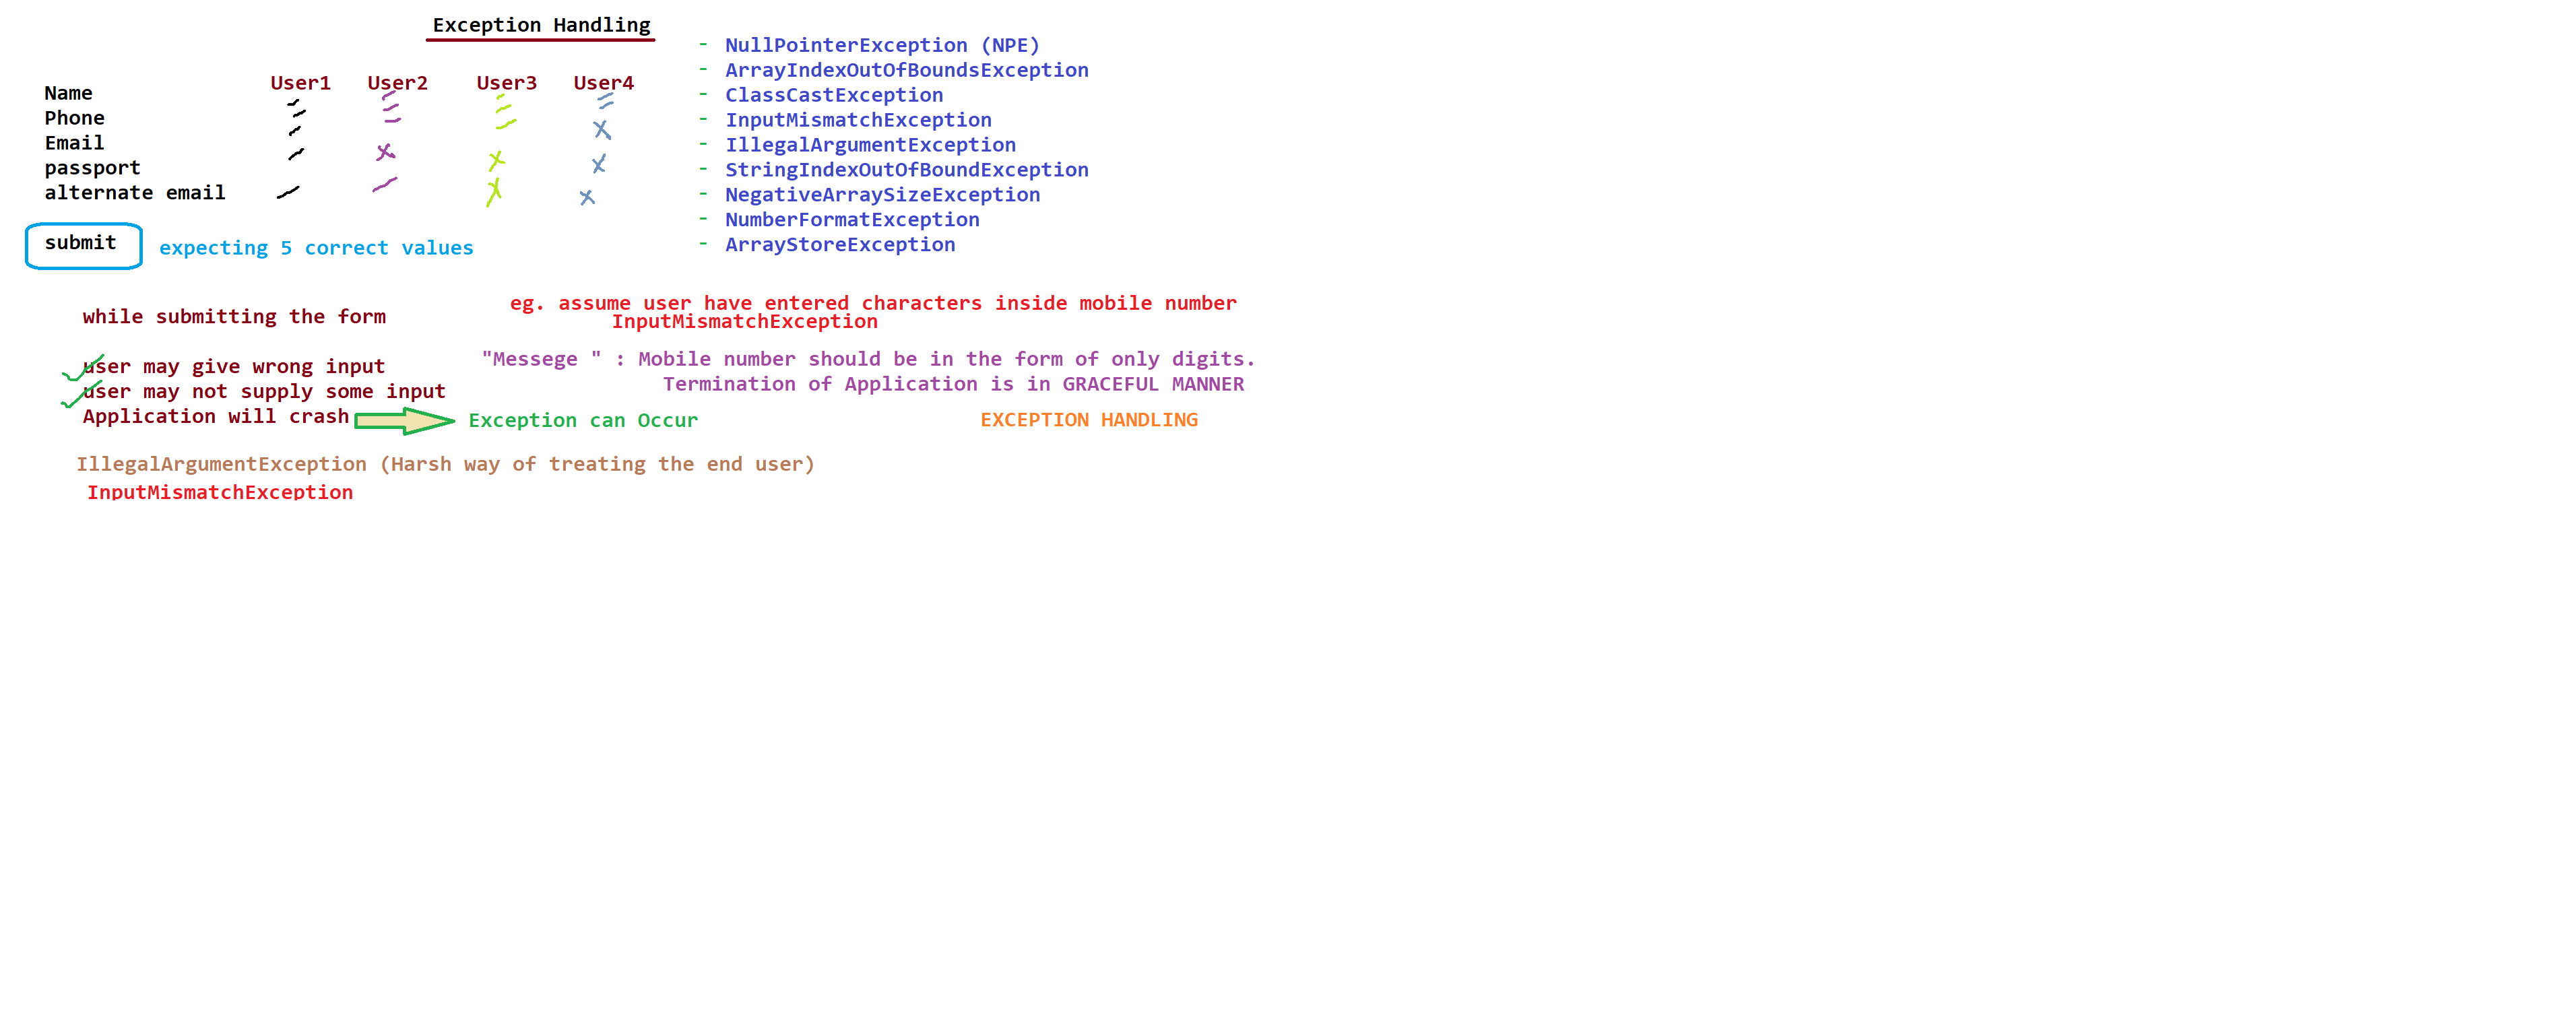 Exception Handling
User1 User2 User3 User4
Name
Phone
Email
passport
alternate email
submit
expecting 5 correct values
- NullPointerException (NPE)
- ArrayIndexOutOfBoundsException
- ClassCastException
- InputMismatchException
- IllegalArgumentException
- StringIndexOutOfBoundException
- NegativeArraySizeException
- NumberFormatException
- ArrayStoreException
while submitting the form
user may give wrong input
user may not supply some input
Application will crash
Exception can Occur
eg. assume user have entered characters inside mobile number
InputMismatchException
"Messege " : Mobile number should be in the form of only digits.
Termination of Application is in GRACEFUL MANNER
EXCEPTION HANDLING
IllegalArgumentException (Harsh way of treating the end user)
InputMismatchException